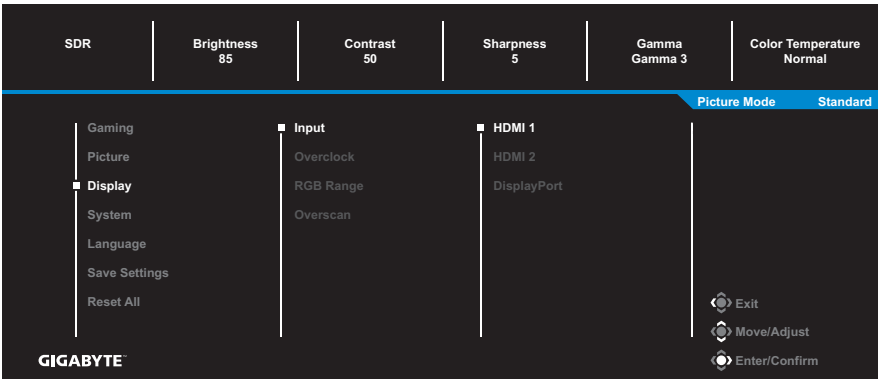 SDR
Brightness
85
Contrast
50
Sharpness
5
Gamma
Gamma 3
Color Temperature
Normal
Picture Mode Standard
Gaming
Picture
Display
System
Language
Save Settings
Reset All
Input
Overclock
RGB Range
Overscan
HDMI 1
HDMI 2
DisplayPort
Exit
Move/Adjust
Enter/Confirm
GIGABYTE™